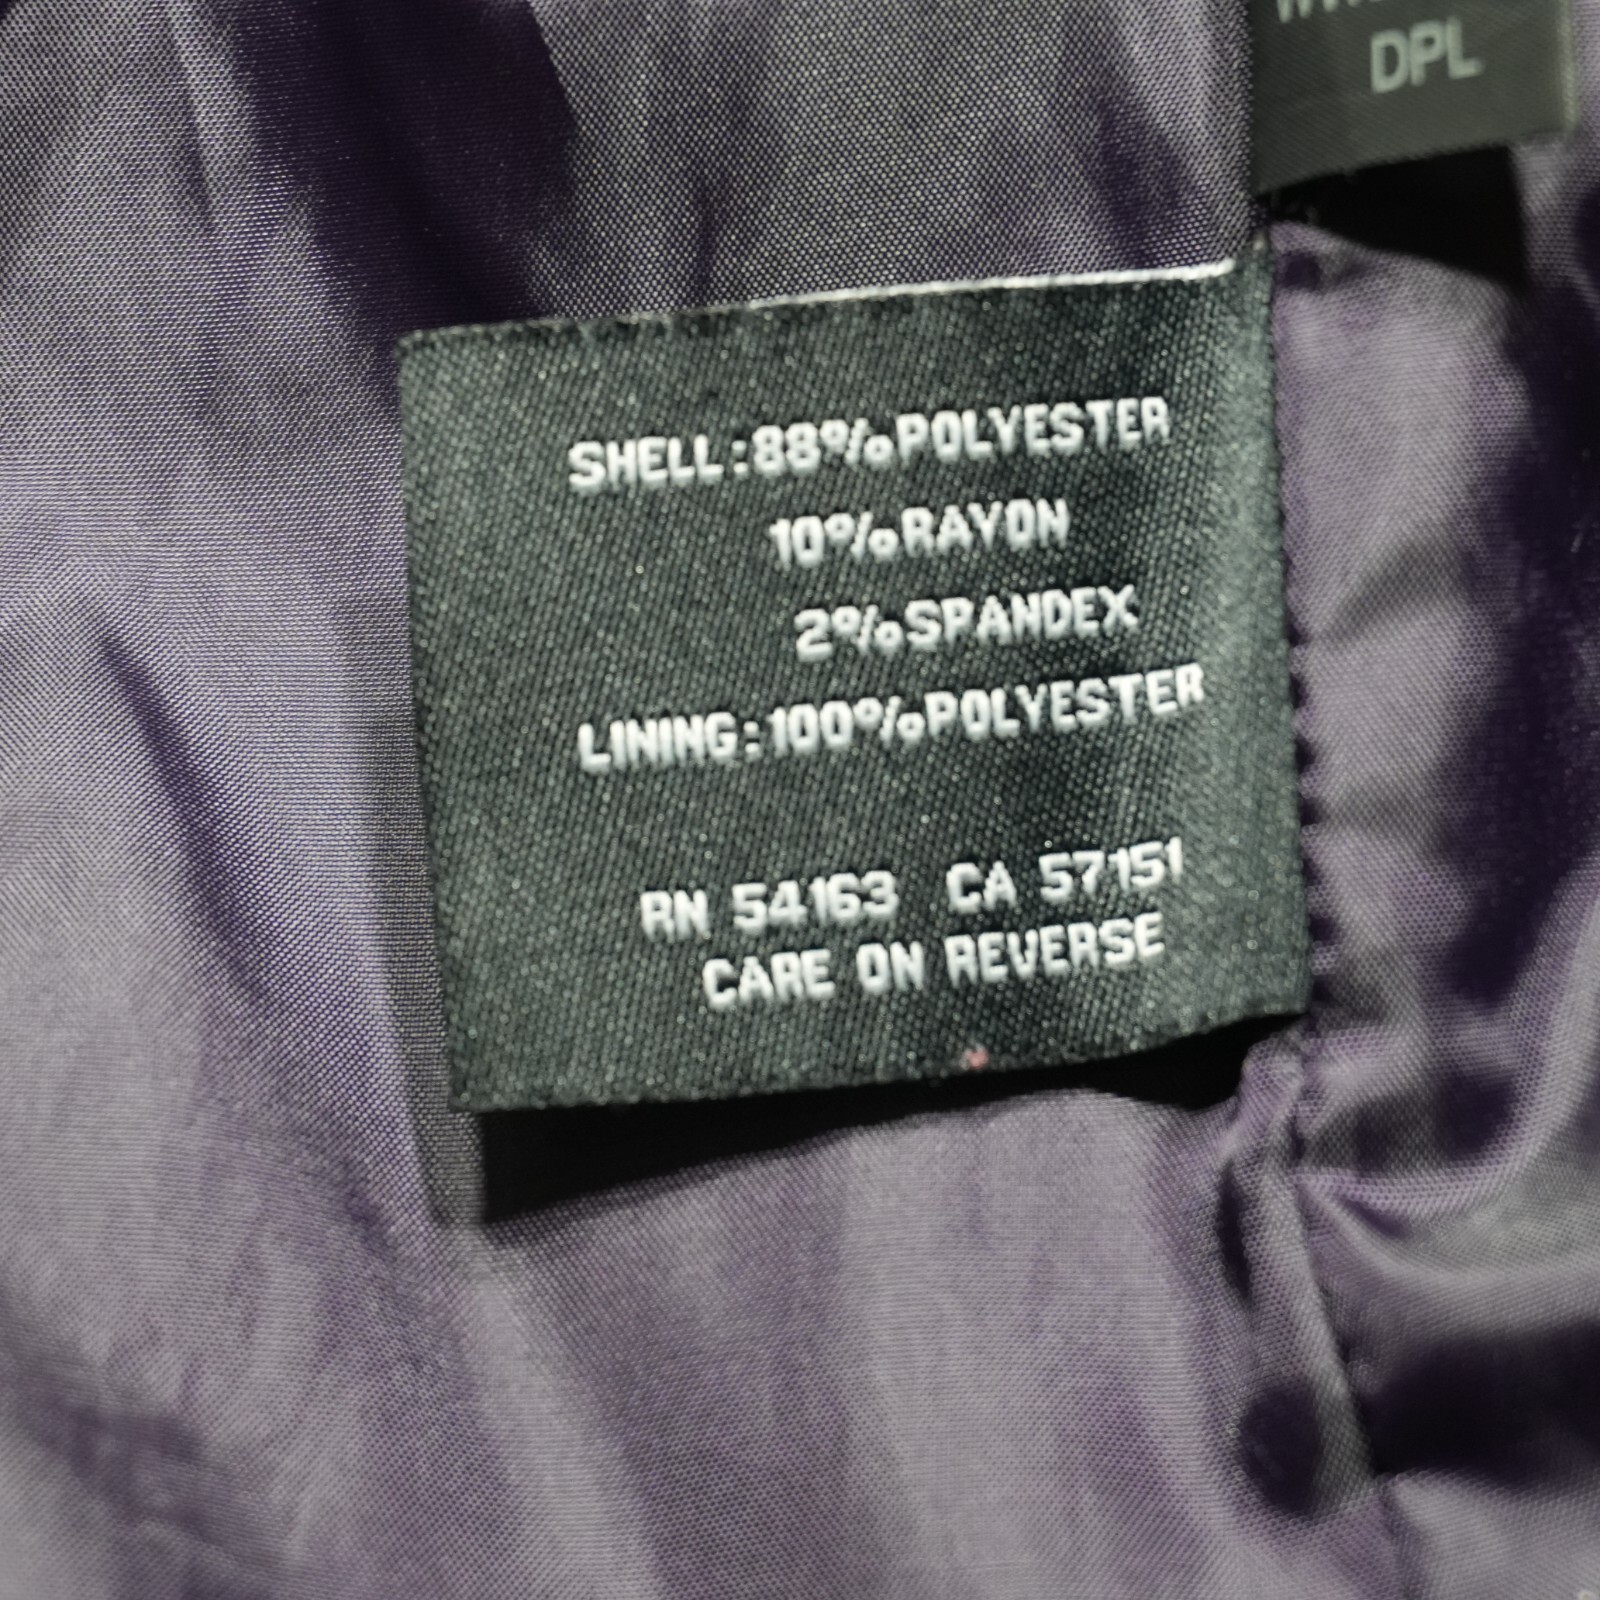 DPL
SHELL:88%POLYESTER
10%RAYON
2%SPANDEX
LINING:100%POLYESTER
RN 54163 CA 57151
CARE ON REVERSE